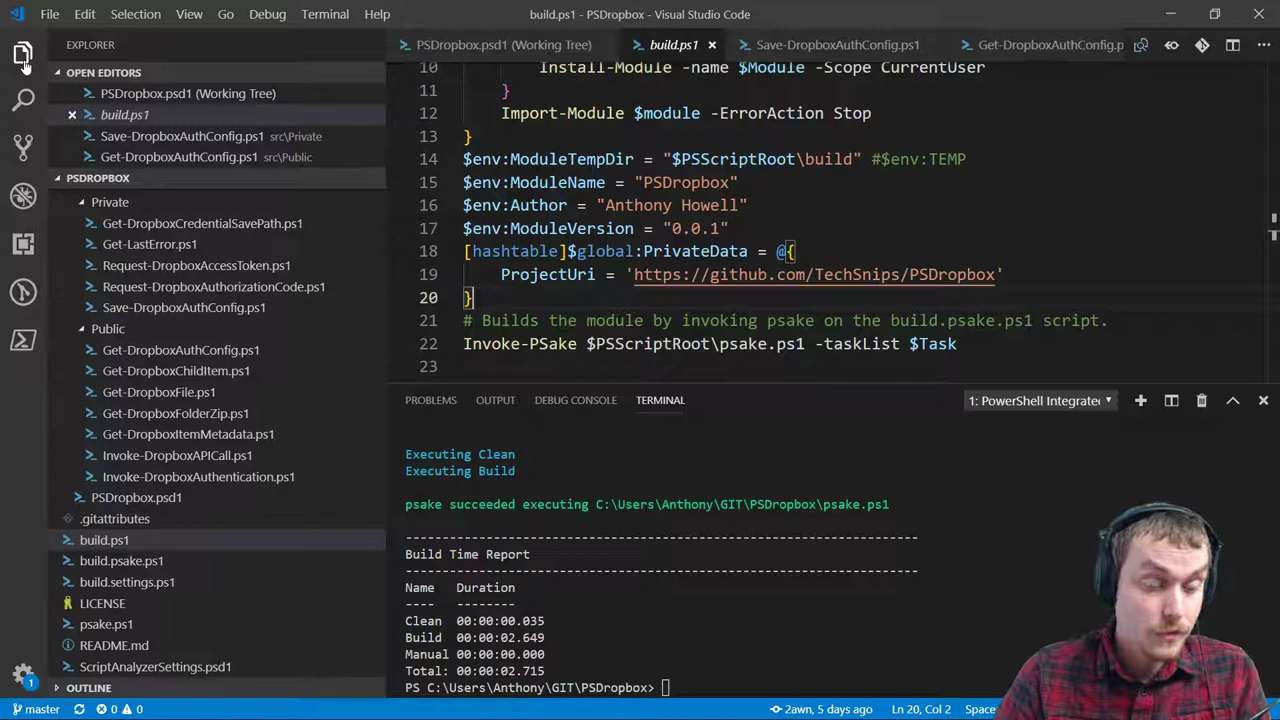 File Edit Selection View Go Debug Terminal Help build.ps1 - PSDropbox - Visual Studio Code
EXPLORER
OPEN EDITORS
PSDropbox.psd1 (Working Tree)
build.ps1
Save-DropboxAuthConfig.ps1 src\Private
Get-DropboxAuthConfig.ps1 src\Public
PSDROPBOX
Private
Get-DropboxCredentialSavePath.ps1
Get-LastError.ps1
Request-DropboxAccessToken.ps1
Request-DropboxAuthorizationCode.ps1
Save-DropboxAuthConfig.ps1
Public
Get-DropboxAuthConfig.ps1
Get-DropboxChildItem.ps1
Get-DropboxFile.ps1
Get-DropboxFolderZip.ps1
Get-DropboxItemMetadata.ps1
Invoke-DropboxAPICall.ps1
Invoke-DropboxAuthentication.ps1
PSDropbox.psd1
.gitattributes
build.ps1
build.psake.ps1
build.settings.ps1
LICENSE
psake.ps1
README.md
ScriptAnalyzerSettings.psd1
OUTLINE
PSDropbox.psd1 (Working Tree) build.ps1 Save-DropboxAuthConfig.ps1 Get-DropboxAuthConfig.p
10 Install-Module -name $Module -Scope CurrentUser
11 }
12 Import-Module $module -ErrorAction Stop
13 }
14 $env:ModuleTempDir = "$PSScriptRoot\build" #$env:TEMP
15 $env:ModuleName = "PSDropbox"
16 $env:Author = "Anthony Howell"
17 $env:ModuleVersion = "0.0.1"
18 [hashtable]$global:PrivateData = @{
19 ProjectUri = 'https://github.com/TechSnips/PSDropbox'
20 }
21 # Builds the module by invoking psake on the build.psake.ps1 script.
22 Invoke-PSake $PSScriptRoot\psake.ps1 -taskList $Task
23
PROBLEMS OUTPUT DEBUG CONSOLE TERMINAL 1: PowerShell Integrate
Executing Clean
Executing Build
psake succeeded executing C:\Users\Anthony\GIT\PSDropbox\psake.ps1
----------------------------------------------------------------------
Build Time Report
----------------------------------------------------------------------
Name Duration
---- --------
Clean 00:00:00.035
Build 00:00:02.649
Manual 00:00:00.000
Total: 00:00:02.715
PS C:\Users\Anthony\GIT\PSDropbox>
1
master 0 0 2awn, 5 days ago Ln 20, Col 2 Space